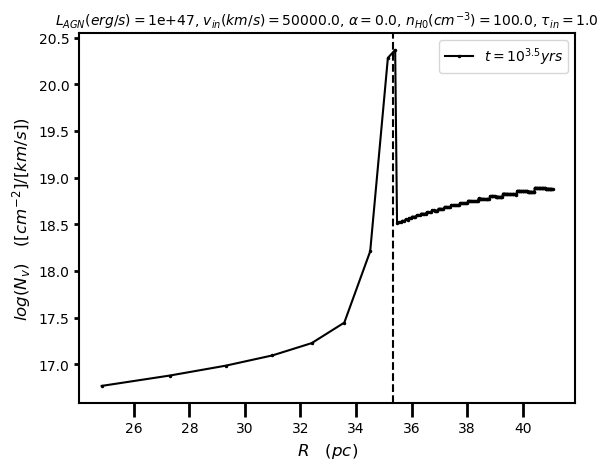 L_AGN(erg/s) = 1e+47, v_in(km/s) = 50000.0, α = 0.0, n_H0(cm^−3) = 100.0, τ_in = 1.0
t = 10^3.5 yrs
log(N_v) ([cm^−2]/[km/s])
20.5
20.0
19.5
19.0
18.5
18.0
17.5
17.0
26 28 30 32 34 36 38 40
R (pc)